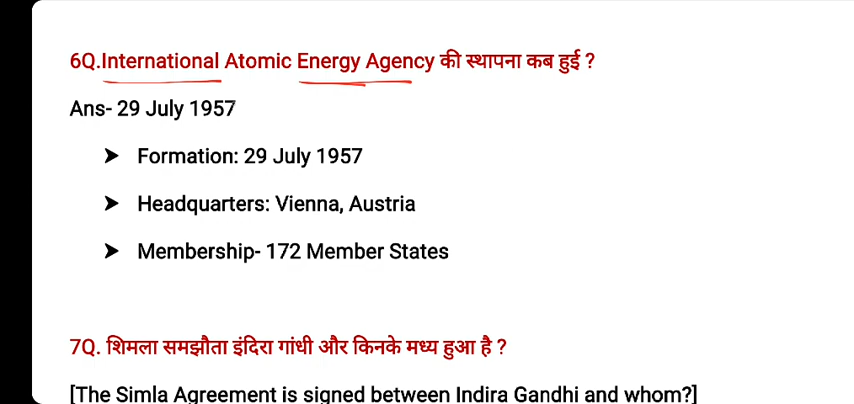 6Q.International Atomic Energy Agency की स्थापना कब हुई ?
Ans- 29 July 1957
➤ Formation: 29 July 1957
➤ Headquarters: Vienna, Austria
➤ Membership- 172 Member States
7Q. शिमला समझौता इंदिरा गांधी और किनके मध्य हुआ है ?
[The Simla Agreement is signed between Indira Gandhi and whom?]